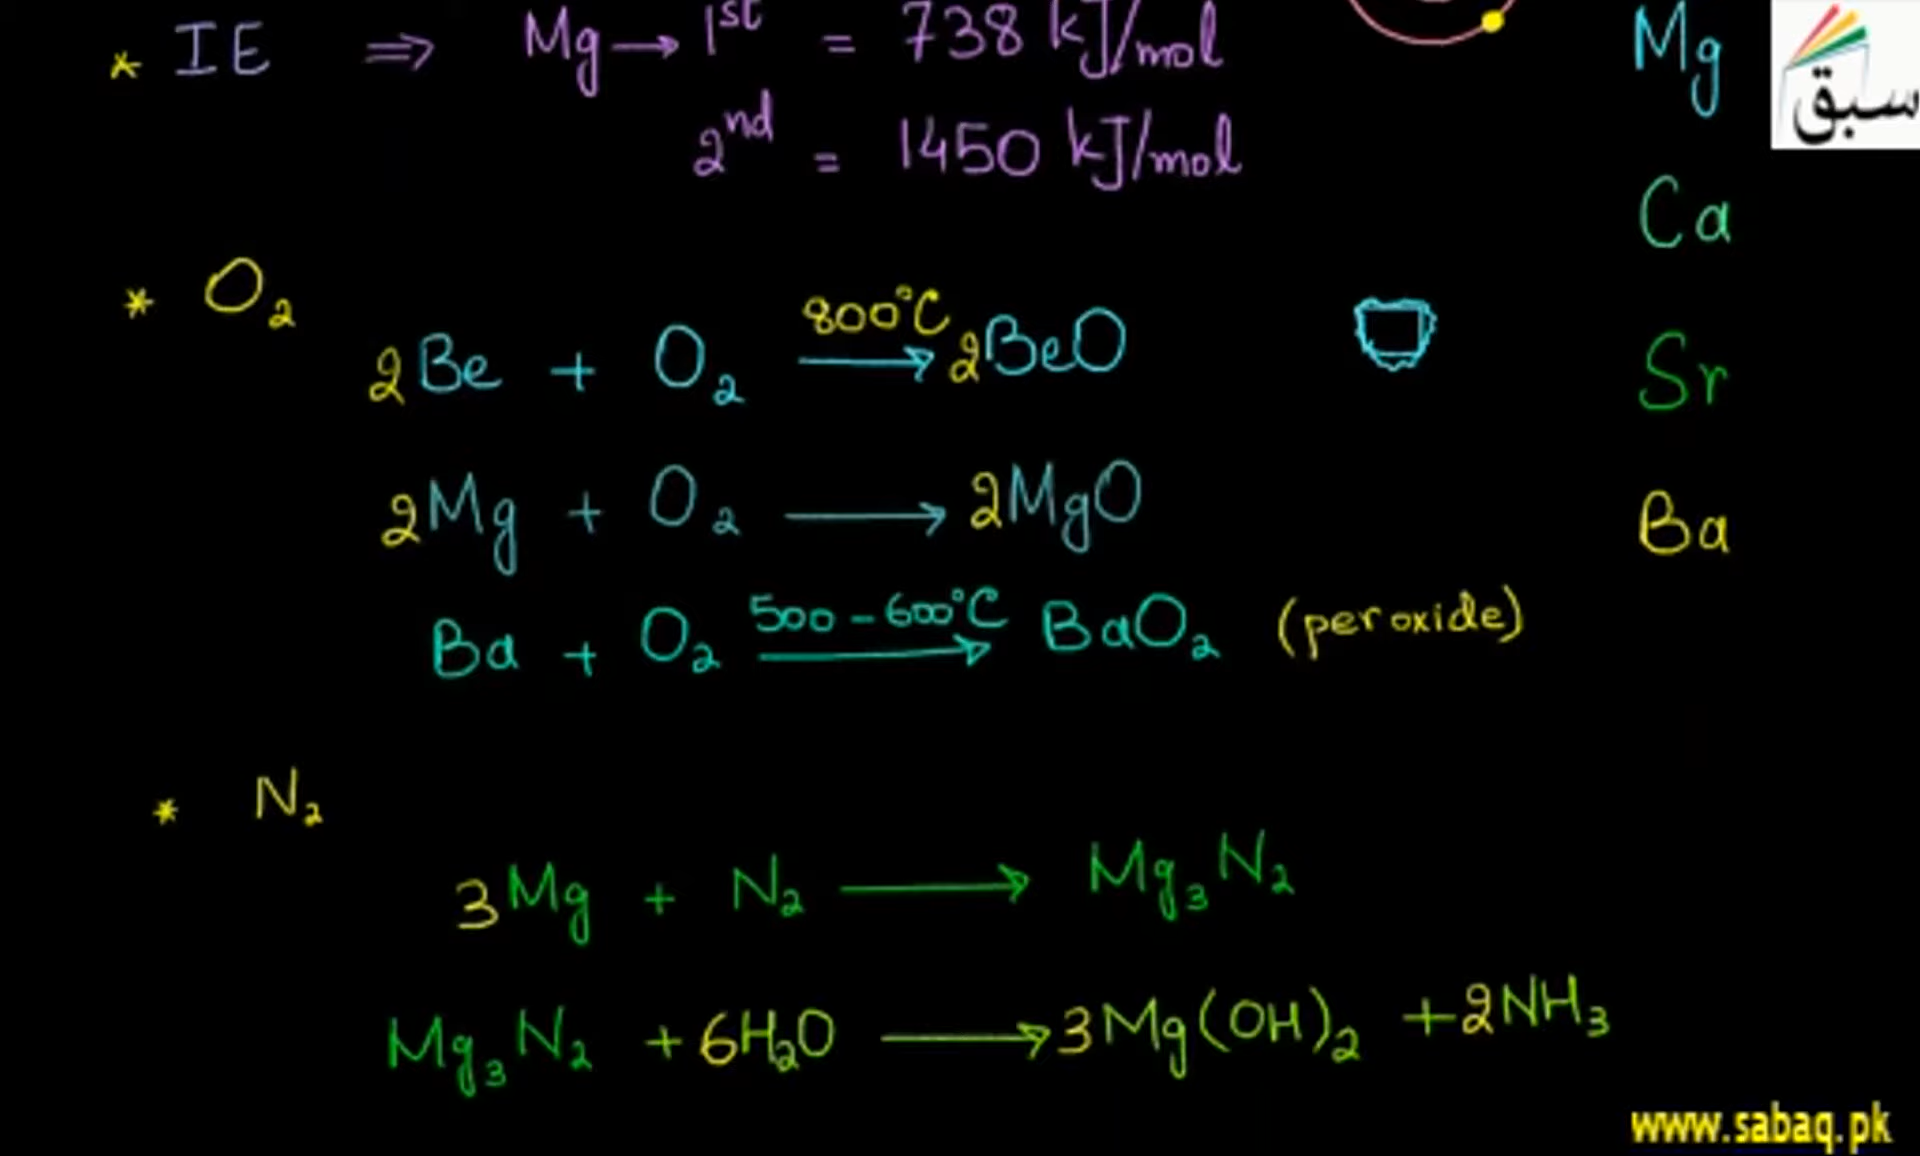 * IE ⇒ Mg → 1st = 738 kJ/mol
2nd = 1450 kJ/mol
Mg
سبق
Ca
* O₂
2Be + O₂ —800°C→ 2BeO
Sr
2Mg + O₂ → 2MgO
Ba
Ba + O₂ —500 - 600°C→ BaO₂ (peroxide)
* N₂
3Mg + N₂ → Mg₃N₂
Mg₃N₂ + 6H₂O → 3Mg(OH)₂ + 2NH₃
www.sabaq.pk